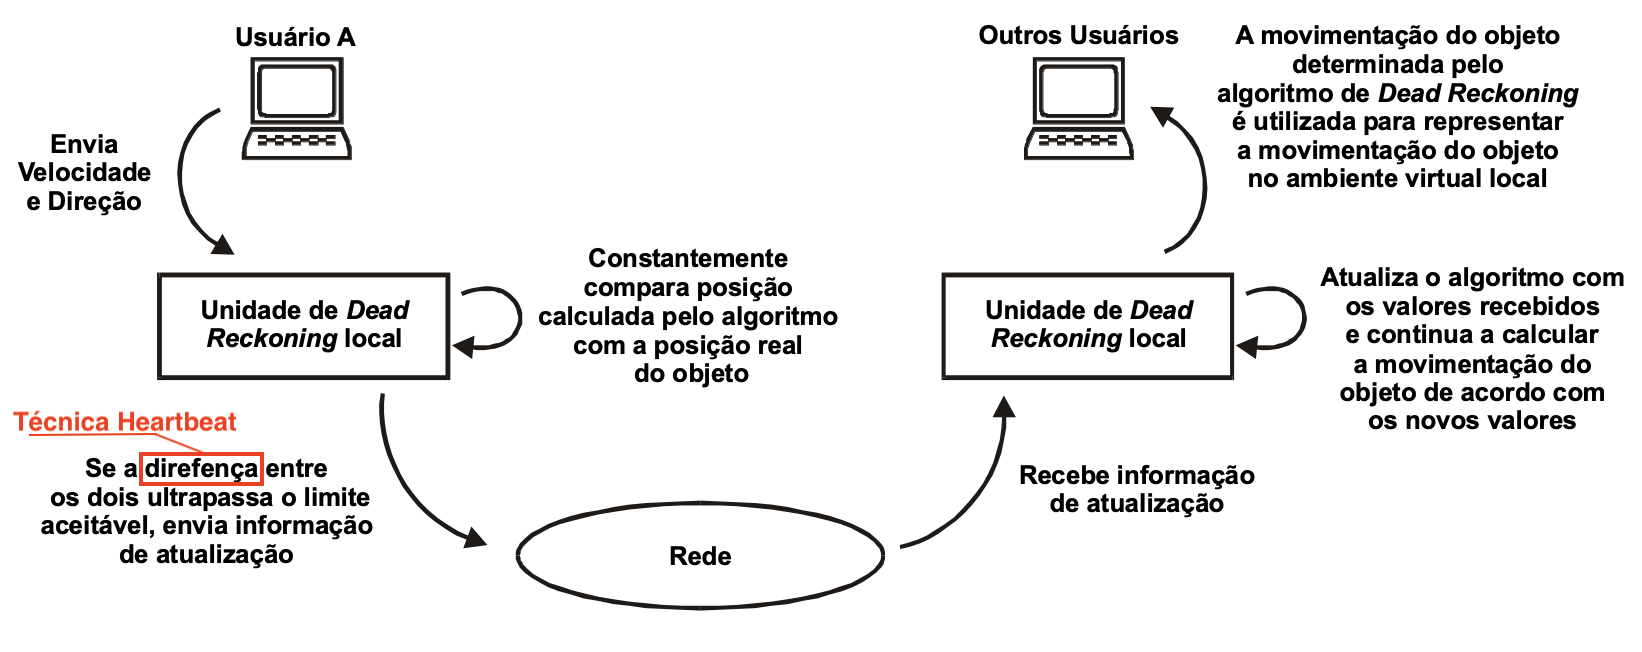 Usuário A
Envia
Velocidade
e Direção
Unidade de Dead
Reckoning local
Constantemente
compara posição
calculada pelo algoritmo
com a posição real
do objeto
Técnica Heartbeat
Se a direfença entre
os dois ultrapassa o limite
aceitável, envia informação
de atualização
Rede
Recebe informação
de atualização
Unidade de Dead
Reckoning local
Atualiza o algoritmo com
os valores recebidos
e continua a calcular
a movimentação do
objeto de acordo com
os novos valores
Outros Usuários
A movimentação do objeto
determinada pelo
algoritmo de Dead Reckoning
é utilizada para representar
a movimentação do objeto
no ambiente virtual local